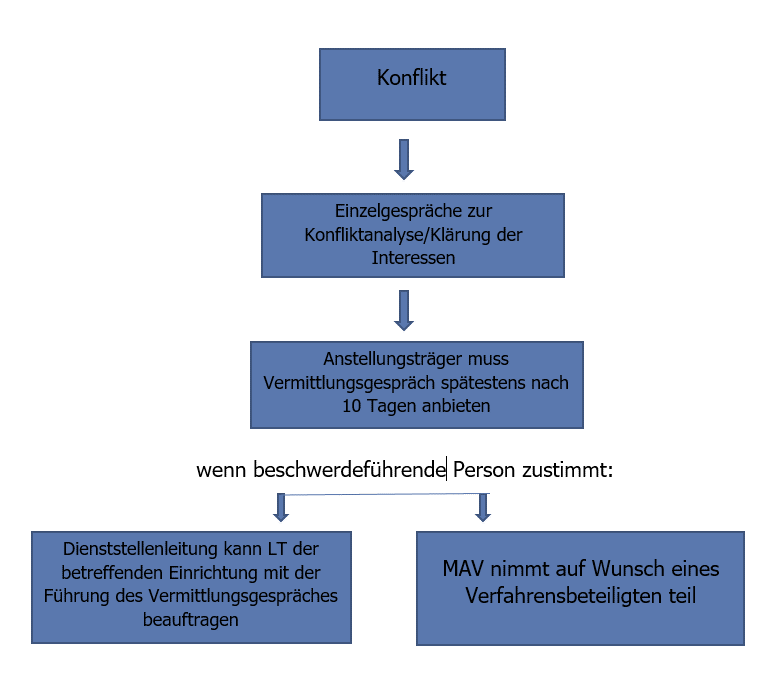 Konflikt
Einzelgespräche zur
Konfliktanalyse/Klärung der
Interessen
Anstellungsträger muss
Vermittlungsgespräch spätestens nach
10 Tagen anbieten
wenn beschwerdeführende Person zustimmt:
Dienststellenleitung kann LT der
betreffenden Einrichtung mit der
Führung des Vermittlungsgespräches
beauftragen
MAV nimmt auf Wunsch eines
Verfahrensbeteiligten teil